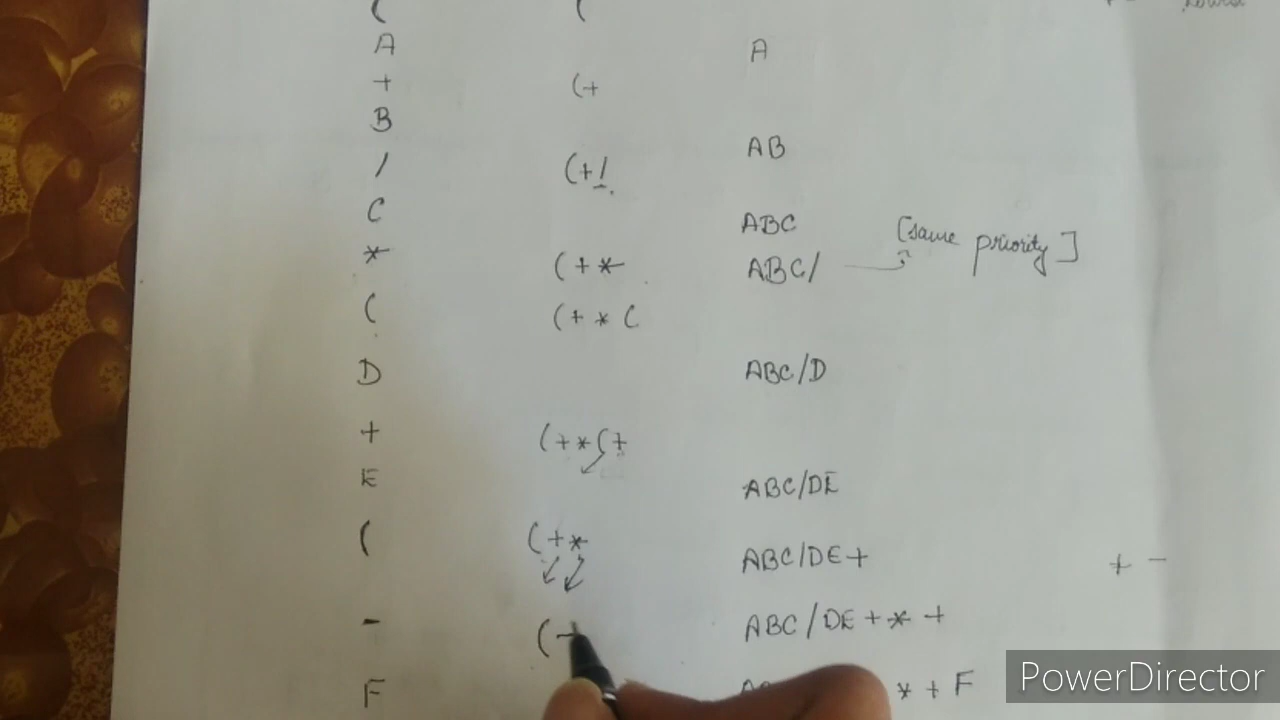 ( (
A A
+ (+
B AB
/ (+/
C ABC [same priority]
* (+* ABC/
( (+*(
D ABC/D
+ (+*(+
E ABC/DE
( (+* ABC/DE+ + -
- (- ABC/DE+*+
F * + F
PowerDirector